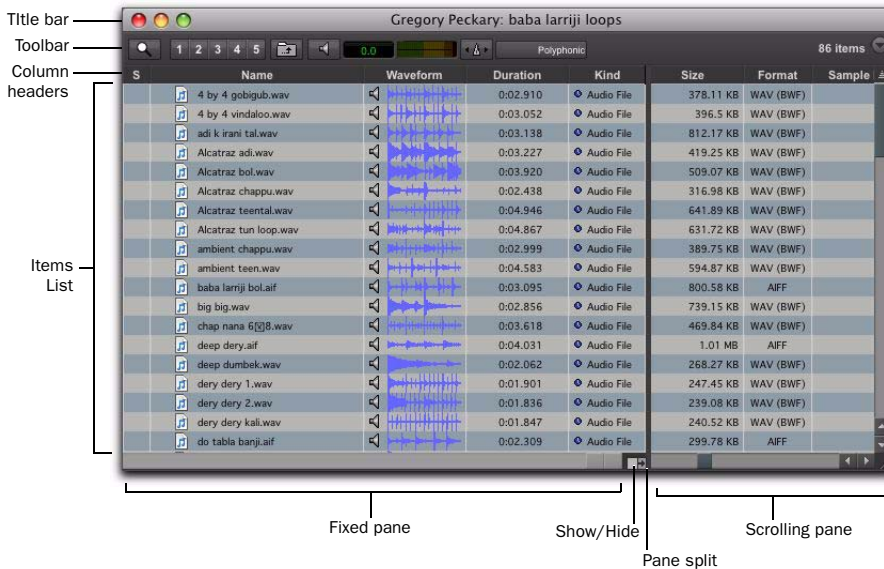 TItle bar
Gregory Peckary: baba larriji loops
Toolbar
1 2 3 4 5
0.0
Polyphonic
86 items
Column headers
S Name Waveform Duration Kind Size Format Sample
4 by 4 gobigub.wav 0:02.910 Audio File 378.11 KB WAV (BWF)
4 by 4 vindaloo.wav 0:03.052 Audio File 396.5 KB WAV (BWF)
adi k irani tal.wav 0:03.138 Audio File 812.17 KB WAV (BWF)
Alcatraz adi.wav 0:03.227 Audio File 419.25 KB WAV (BWF)
Alcatraz bol.wav 0:03.920 Audio File 509.07 KB WAV (BWF)
Alcatraz chappu.wav 0:02.438 Audio File 316.98 KB WAV (BWF)
Alcatraz teental.wav 0:04.946 Audio File 641.89 KB WAV (BWF)
Alcatraz tun loop.wav 0:04.867 Audio File 631.72 KB WAV (BWF)
ambient chappu.wav 0:02.999 Audio File 389.75 KB WAV (BWF)
Items List
ambient teen.wav 0:04.583 Audio File 594.87 KB WAV (BWF)
baba larriji bol.aif 0:03.095 Audio File 800.58 KB AIFF
big big.wav 0:02.856 Audio File 739.15 KB WAV (BWF)
chap nana 6 8.wav 0:03.618 Audio File 469.84 KB WAV (BWF)
deep dery.aif 0:04.031 Audio File 1.01 MB AIFF
deep dumbek.wav 0:02.062 Audio File 268.27 KB WAV (BWF)
dery dery 1.wav 0:01.901 Audio File 247.45 KB WAV (BWF)
dery dery 2.wav 0:01.836 Audio File 239.08 KB WAV (BWF)
dery dery kali.wav 0:01.847 Audio File 240.52 KB WAV (BWF)
do tabla banji.aif 0:02.309 Audio File 299.78 KB AIFF
Fixed pane
Show/Hide
Scrolling pane
Pane split